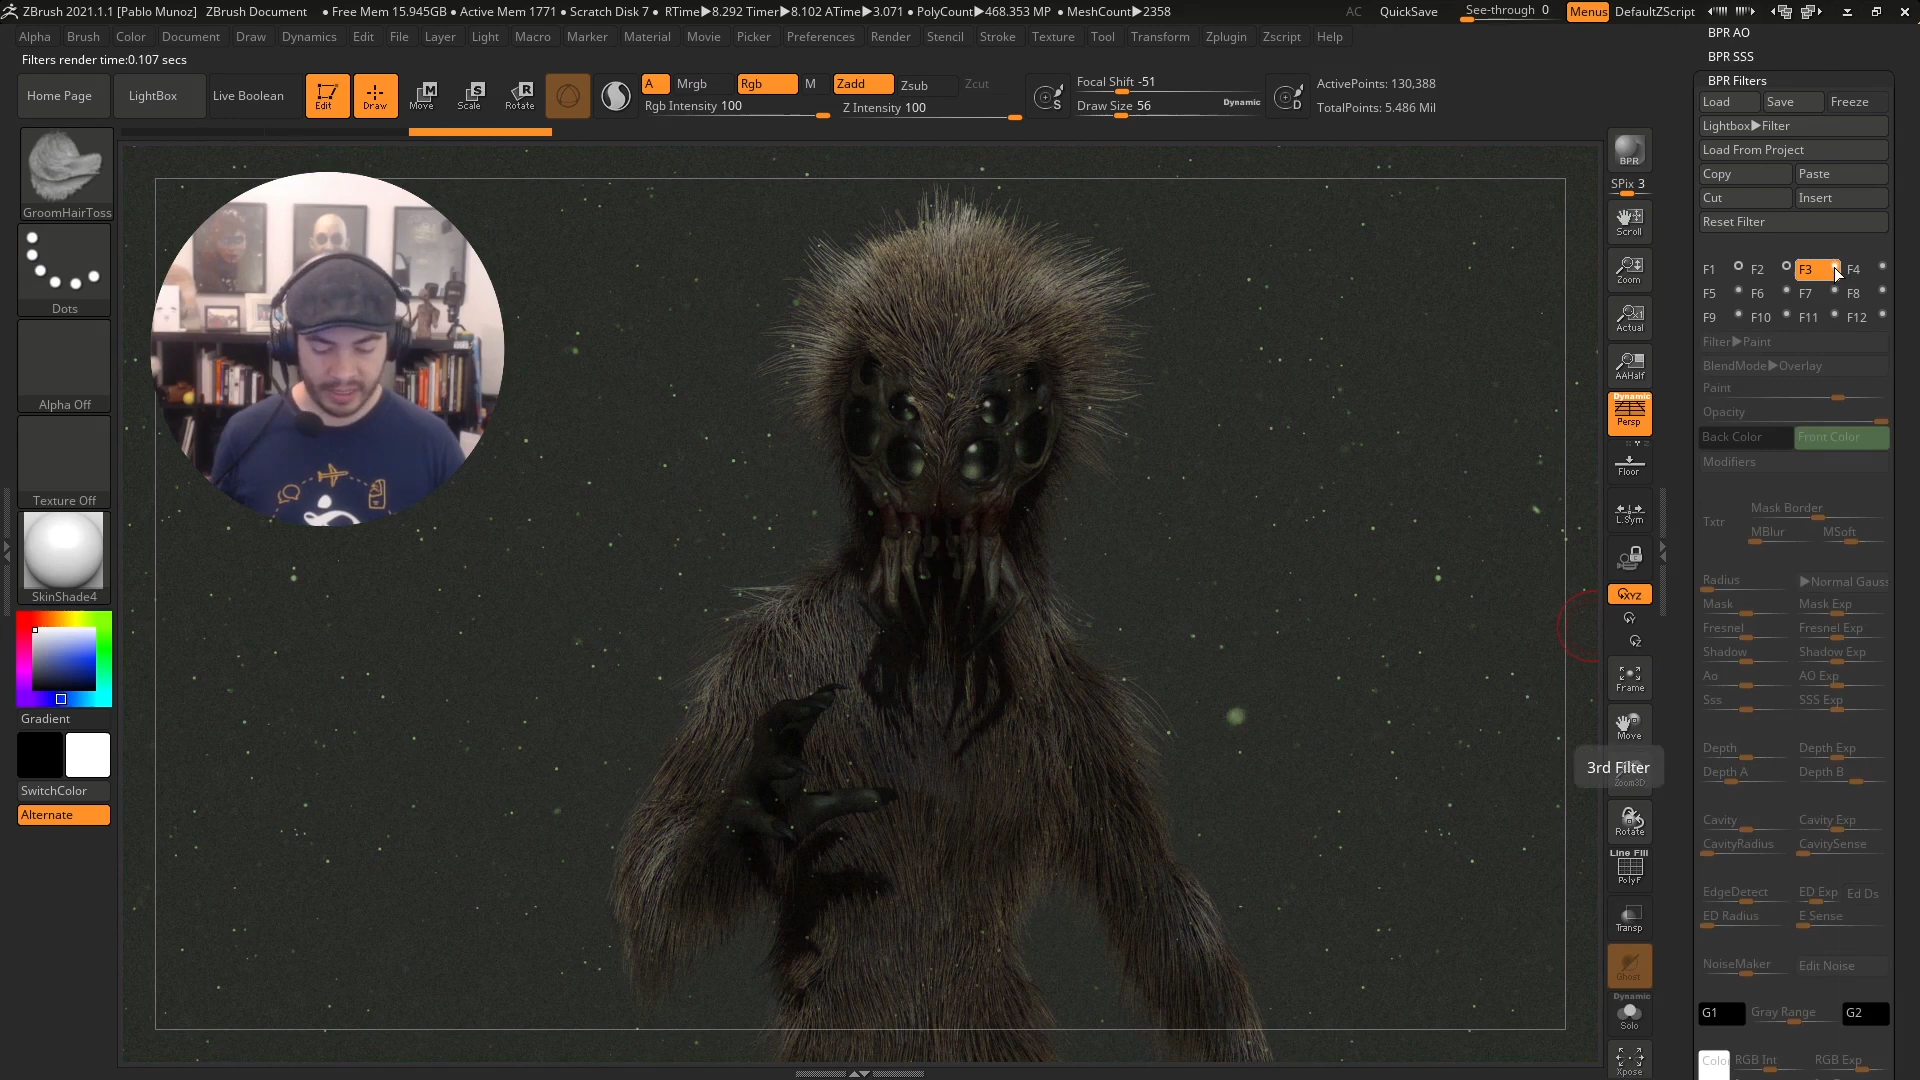 ZBrush 2021.1.1 [Pablo Munoz] ZBrush Document • Free Mem 15.945GB • Active Mem 1771 • Scratch Disk 7 • RTime▶8.292 Timer▶8.102 ATime▶3.071 • PolyCount▶468.353 MP • MeshCount▶2358 AC QuickSave See-through 0 Menus DefaultZScript
Alpha Brush Color Document Draw Dynamics Edit File Layer Light Macro Marker Material Movie Picker Preferences Render Stencil Stroke Texture Tool Transform Zplugin Zscript Help
Filters render time:0.107 secs
Home Page LightBox Live Boolean Edit Draw Move Scale Rotate
M S R
A Mrgb Rgb M Zadd Zsub Zcut
Rgb Intensity 100 Z Intensity 100
S Focal Shift -51
Draw Size 56 Dynamic
D ActivePoints: 130,388
TotalPoints: 5.486 Mil
GroomHairToss
Dots
Alpha Off
Texture Off
SkinShade4
Gradient
SwitchColor
Alternate
BPR
SPix 3
Scroll
Zoom
Actual
AAHalf
Dynamic
Persp
Floor
L.Sym
XYZ
Y
Z
Frame
Move
3rd Filter
Zoom3D
Rotate
Line Fill
PolyF
Transp
Ghost
Dynamic
Solo
Xpose
BPR AO
BPR SSS
BPR Filters
Load Save Freeze
Lightbox▶Filter
Load From Project
Copy Paste
Cut Insert
Reset Filter
F1 F2 F3 F4
F5 F6 F7 F8
F9 F10 F11 F12
Filter▶Paint
BlendMode▶Overlay
Paint
Opacity
Back Color Front Color
Modifiers
Txtr Mask Border
MBlur MSoft
Radius ▶Normal Gauss
Mask Mask Exp
Fresnel Fresnel Exp
Shadow Shadow Exp
Ao AO Exp
Sss SSS Exp
Depth Depth Exp
Depth A Depth B
Cavity Cavity Exp
CavityRadius CavitySense
EdgeDetect ED Exp Ed Ds
ED Radius E Sense
NoiseMaker Edit Noise
G1 Gray Range G2
Color RGB Int RGB Exp